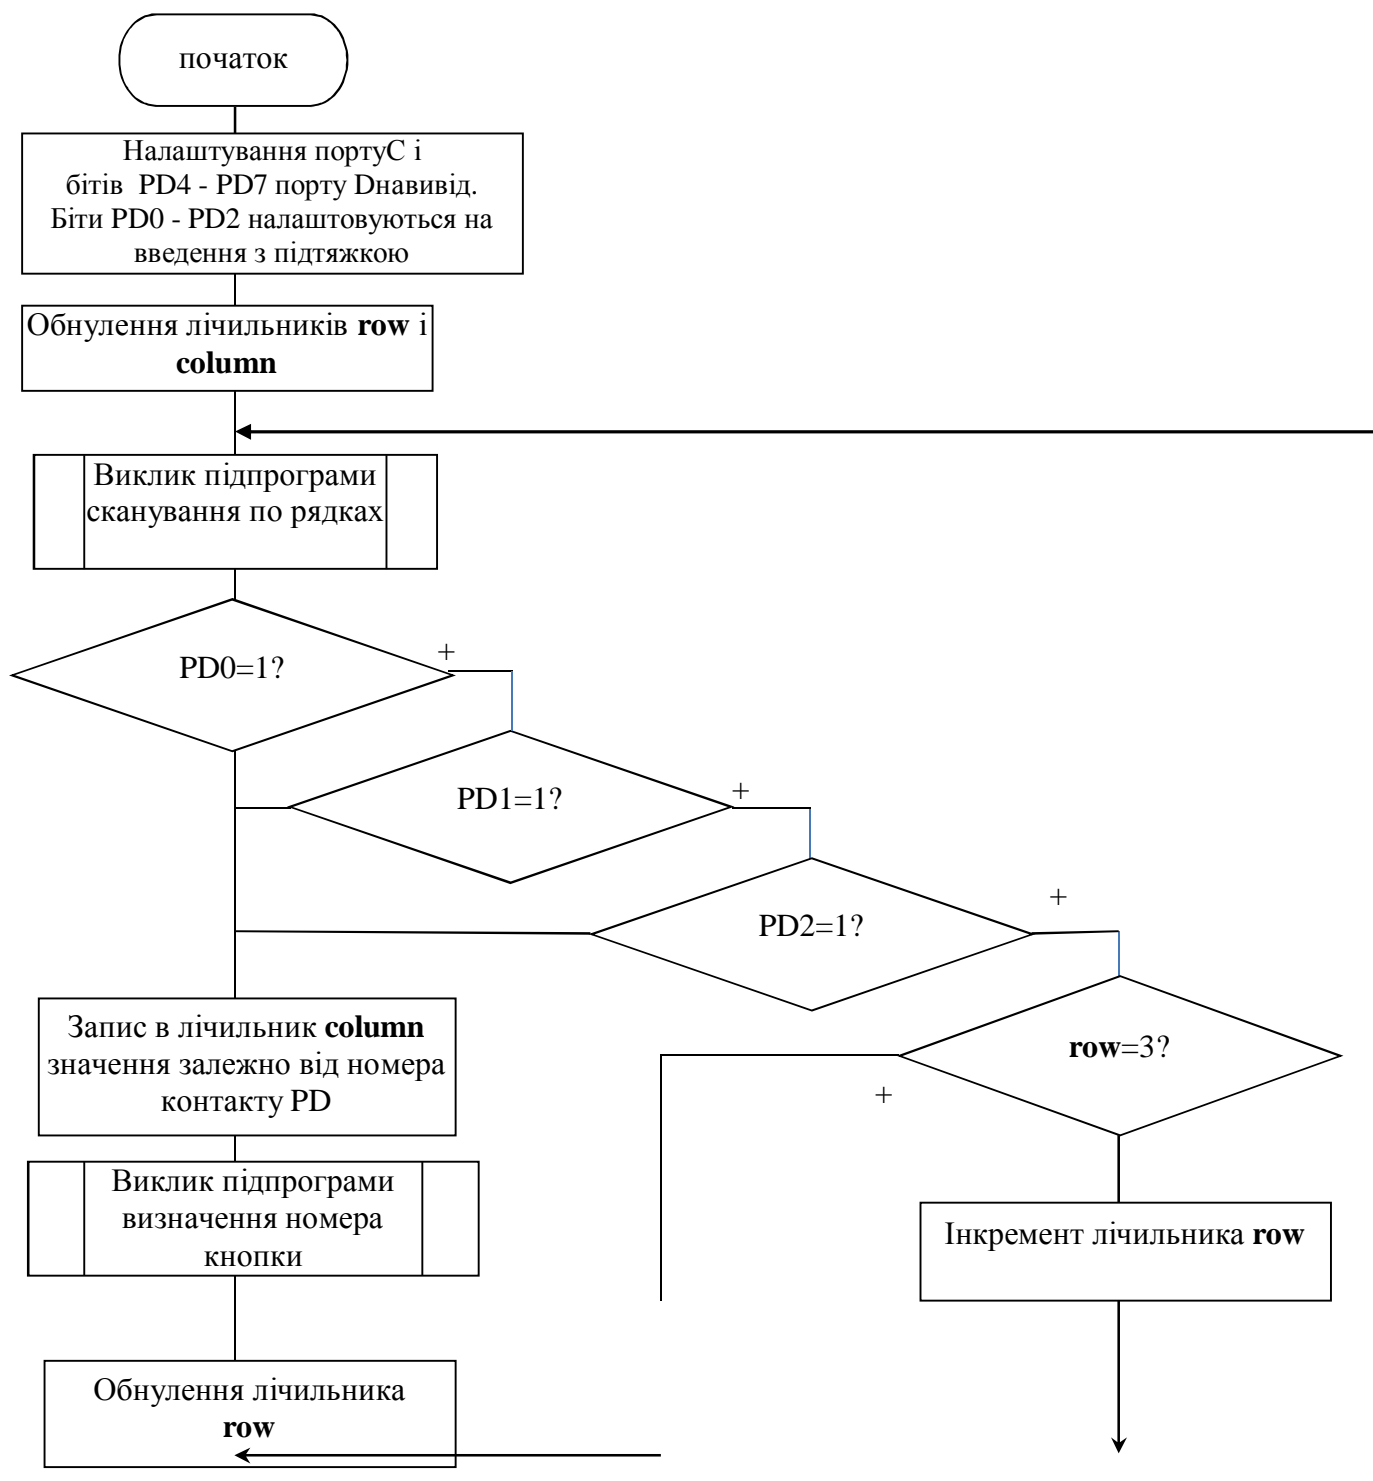 початок
Налаштування портуC і
бітів PD4 - PD7 порту Dнавивід.
Біти PD0 - PD2 налаштовуються на
введення з підтяжкою
Обнулення лічильників row і
column
Виклик підпрограми
сканування по рядках
PD0=1?
+
PD1=1?
+
PD2=1?
+
row=3?
+
Запис в лічильник column
значення залежно від номера
контакту PD
Виклик підпрограми
визначення номера
кнопки
Інкремент лічильника row
Обнулення лічильника
row